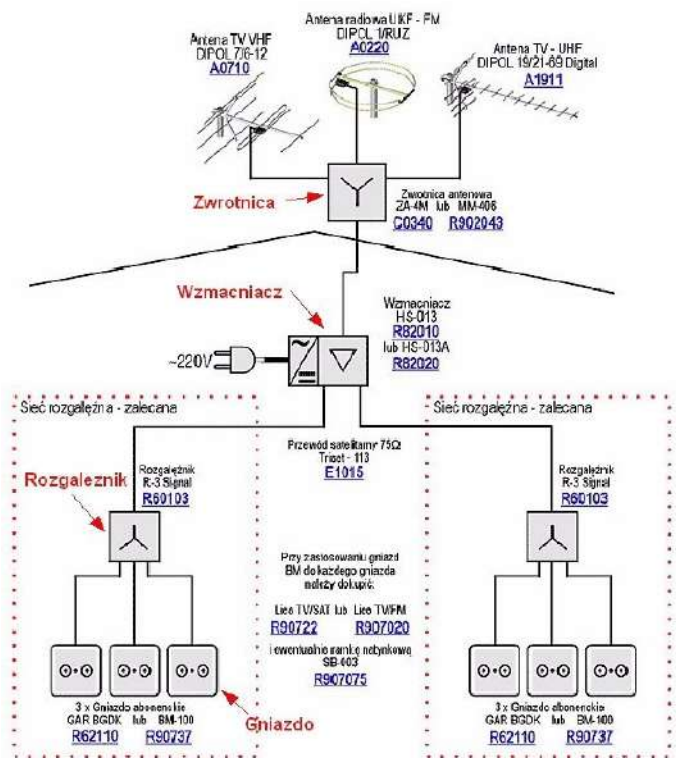 Antena radiowa UKF - FM
DIPOL 1/RUZ
A0220
Antena TV VHF
DIPOL 7/6-12
A0710
Antena TV - UHF
DIPOL 19/21-69 Digital
A1911
Zwrotnica
Zwrotnica antenowa
ZA-4M lub MM-406
C0340 R902043
Wzmacniacz
Wzmacniacz
HS-013
R82010
lub HS-013A
R82020
~220V
Sieć rozgałęźna - zalecana
Sieć rozgałęźna - zalecana
Przewód satelitarny 75Ω
Triset - 113
E1015
Rozgaleznik
Rozgałęźnik
R-3 Signal
R60103
Rozgałęźnik
R-3 Signal
R60103
Przy zastosowaniu gniazd
BM do każdego gniazda
należy dokupić:
Lico TV/SAT lub Lico TV/FM
R90722 R907020
i ewentualnie ramkę natynkową
SB-003
R907075
Gniazdo
3 x Gniazdo abonenckie
GAR BGDK lub BM-100
R62110 R90737
3 x Gniazdo abonenckie
GAR BGDK lub BM-100
R62110 R90737